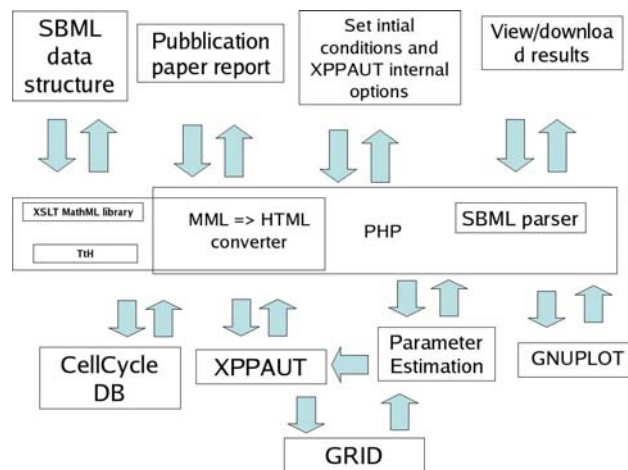 SBML
data
structure
Pubblication
paper report
Set intial
conditions and
XPPAUT internal
options
View/downloa
d results
XSLT MathML library
TtH
MML => HTML
converter
PHP
SBML parser
CellCycle
DB
XPPAUT
Parameter
Estimation
GNUPLOT
GRID